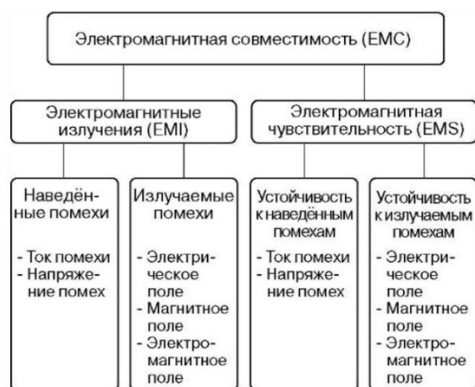 Электромагнитная совместимость (EMC)
Электромагнитные
излучения (EMI)
Электромагнитная
чувствительность (EMS)
Наведён-
ные помехи
- Ток помехи
- Напряже-
ние помех
Излучаемые
помехи
- Электри-
ческое
поле
- Магнитное
поле
- Электро-
магнитное
поле
Устойчивость
к наведённым
помехам
- Ток помехи
- Напряже-
ние помех
Устойчивость
к излучаемым
помехам
- Электри-
ческое
поле
- Магнитное
поле
- Электро-
магнитное
поле